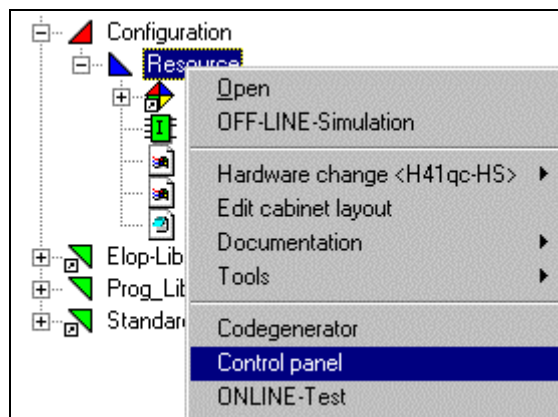 Configuration
Resource
Open
OFF-LINE-Simulation
Hardware change <H41qc-HS>
Edit cabinet layout
Documentation
Elop-Lib
Tools
Prog_Lib
Standard
Codegenerator
Control panel
ONLINE-Test